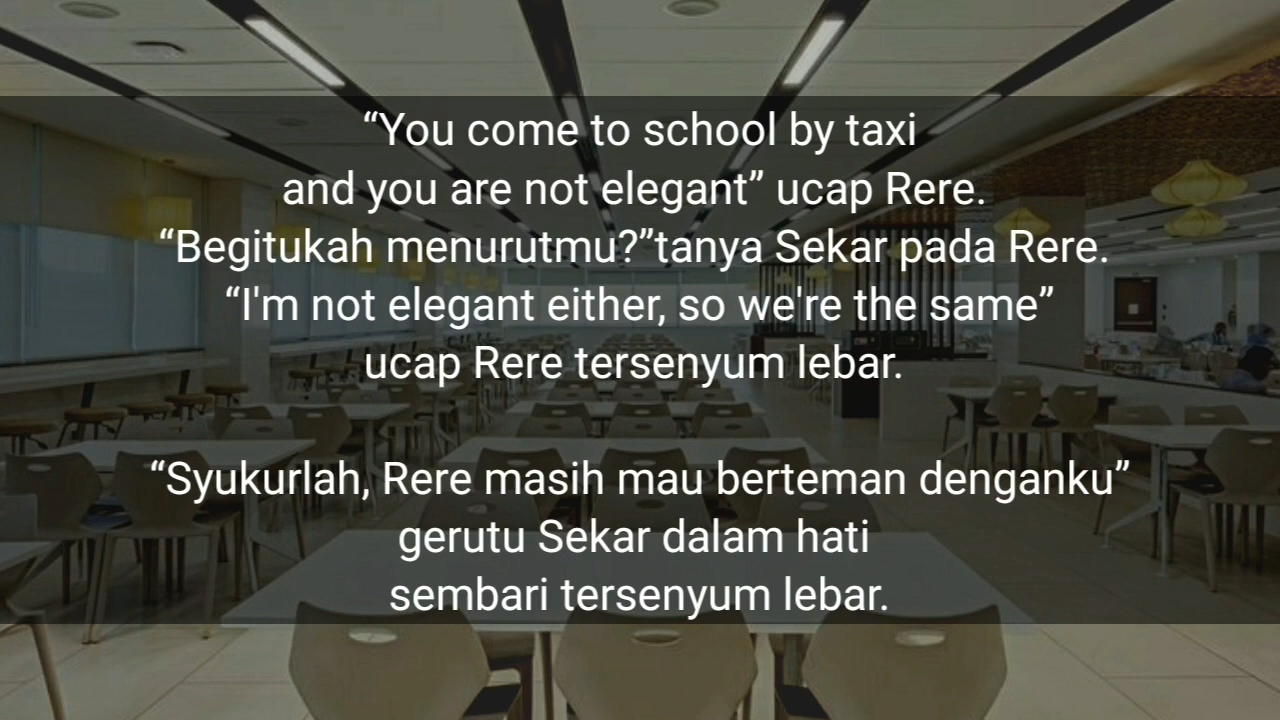 “You come to school by taxi
and you are not elegant” ucap Rere.
“Begitukah menurutmu?”tanya Sekar pada Rere.
“I'm not elegant either, so we're the same”
ucap Rere tersenyum lebar.
“Syukurlah, Rere masih mau berteman denganku”
gerutu Sekar dalam hati
sembari tersenyum lebar.